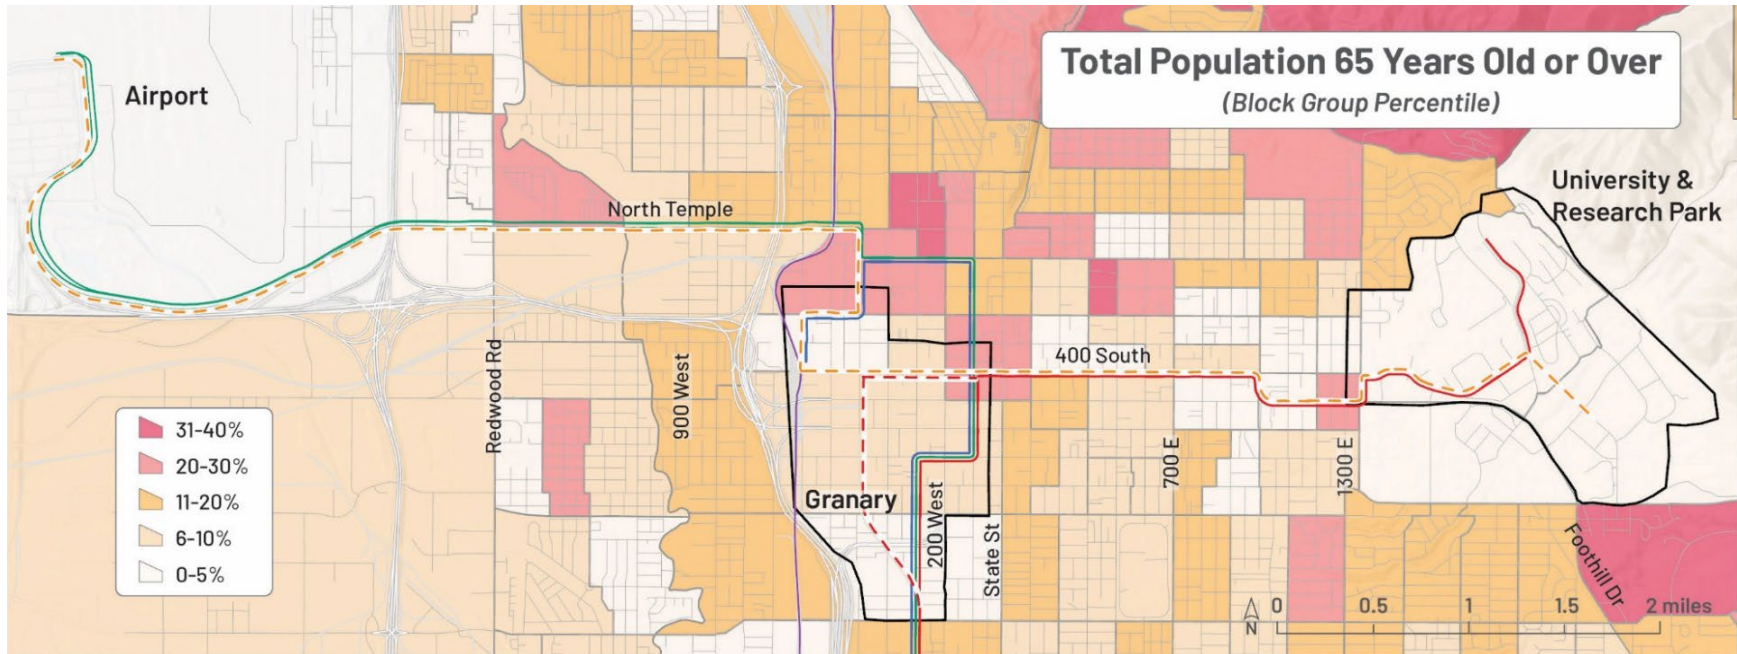 Total Population 65 Years Old or Over
(Block Group Percentile)
Airport
University &
Research Park
North Temple
400 South
Redwood Rd
900 West
700 E
1300 E
Granary
200 West
State St
Foothill Dr
31-40%
20-30%
11-20%
6-10%
0-5%
N
0 0.5 1 1.5 2 miles